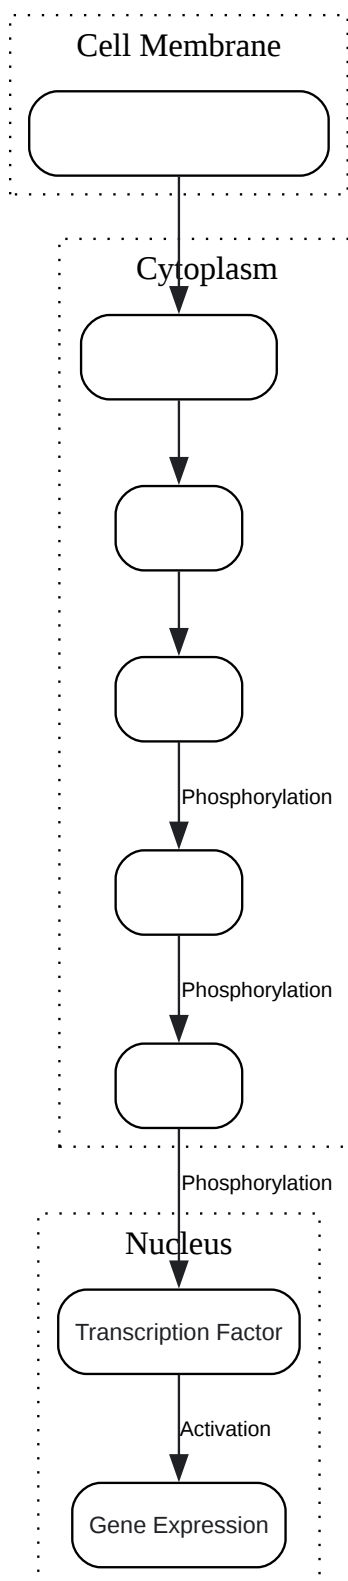 Cell Membrane
Cytoplasm
Phosphorylation
Phosphorylation
Phosphorylation
Nucleus
Transcription Factor
Activation
Gene Expression